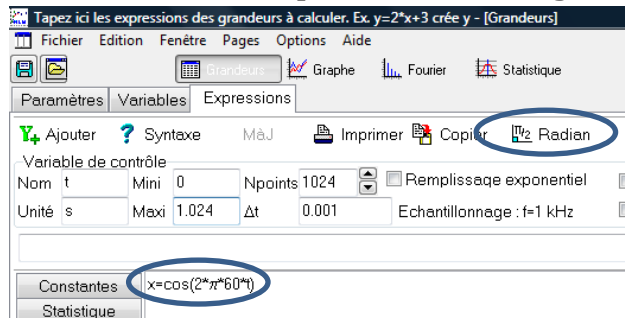 Tapez ici les expressions des grandeurs à calculer. Ex. y=2*x+3 crée y - [Grandeurs]
Fichier Edition Fenêtre Pages Options Aide
Grandeurs Graphe Fourier Statistique
Paramètres Variables Expressions
Ajouter Syntaxe MàJ Imprimer Copier Radian
Variable de contrôle
Nom t Mini 0 Npoints 1024 Remplissage exponentiel
Unité s Maxi 1.024 Δt 0.001 Echantillonnage : f=1 kHz
Constantes x=cos(2*π*60*t)
Statistique